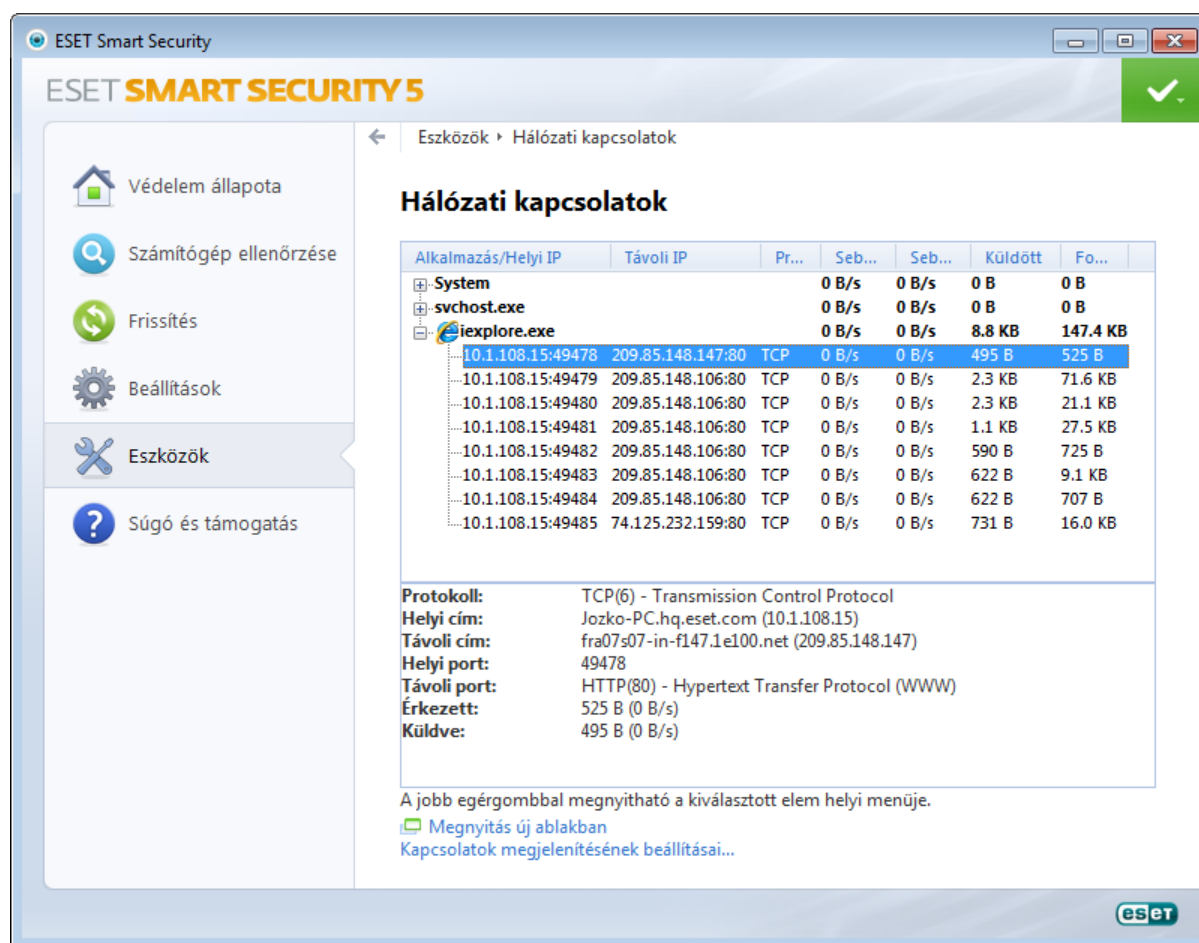 ESET Smart Security
ESET SMART SECURITY 5
Eszközök Hálózati kapcsolatok
Védelem állapota
Számítógép ellenőrzése
Frissítés
Beállítások
Eszközök
Súgó és támogatás
Hálózati kapcsolatok
Alkalmazás/Helyi IP Távoli IP Pr... Seb... Seb... Küldött Fo...
System 0 B/s 0 B/s 0 B 0 B
svchost.exe 0 B/s 0 B/s 0 B 0 B
iexplore.exe 0 B/s 0 B/s 8.8 KB 147.4 KB
10.1.108.15:49478 209.85.148.147:80 TCP 0 B/s 0 B/s 495 B 525 B
10.1.108.15:49479 209.85.148.106:80 TCP 0 B/s 0 B/s 2.3 KB 71.6 KB
10.1.108.15:49480 209.85.148.106:80 TCP 0 B/s 0 B/s 2.3 KB 21.1 KB
10.1.108.15:49481 209.85.148.106:80 TCP 0 B/s 0 B/s 1.1 KB 27.5 KB
10.1.108.15:49482 209.85.148.106:80 TCP 0 B/s 0 B/s 590 B 725 B
10.1.108.15:49483 209.85.148.106:80 TCP 0 B/s 0 B/s 622 B 9.1 KB
10.1.108.15:49484 209.85.148.106:80 TCP 0 B/s 0 B/s 622 B 707 B
10.1.108.15:49485 74.125.232.159:80 TCP 0 B/s 0 B/s 731 B 16.0 KB
Protokoll: TCP(6) - Transmission Control Protocol
Helyi cím: Jozko-PC.hq.eset.com (10.1.108.15)
Távoli cím: fra07s07-in-f147.1e100.net (209.85.148.147)
Helyi port: 49478
Távoli port: HTTP(80) - Hypertext Transfer Protocol (WWW)
Érkezett: 525 B (0 B/s)
Küldve: 495 B (0 B/s)
A jobb egérgombbal megnyitható a kiválasztott elem helyi menüje.
Megnyitás új ablakban
Kapcsolatok megjelenítésének beállításai...
eset